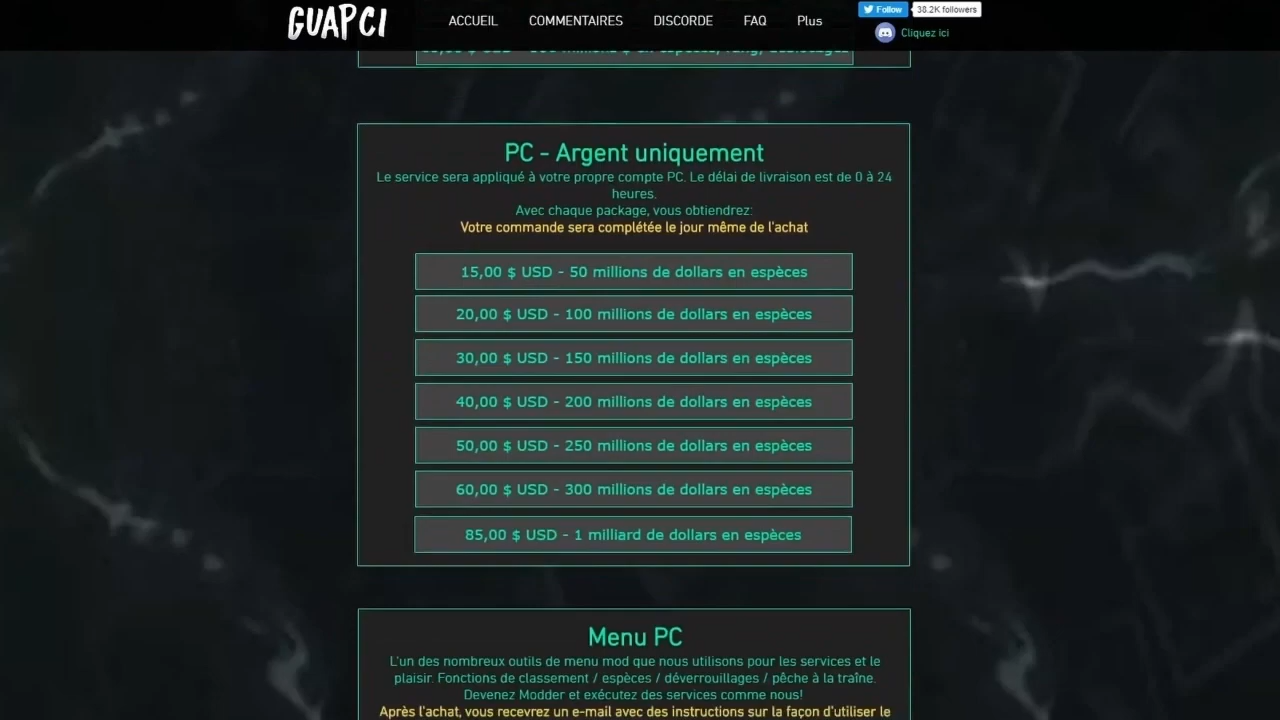 GUAPCI
ACCUEIL COMMENTAIRES DISCORDE FAQ Plus
Follow 38.2K followers
Cliquez ici
PC - Argent uniquement
Le service sera appliqué à votre propre compte PC. Le délai de livraison est de 0 à 24
heures.
Avec chaque package, vous obtiendrez:
Votre commande sera complétée le jour même de l'achat
15,00 $ USD - 50 millions de dollars en espèces
20,00 $ USD - 100 millions de dollars en espèces
30,00 $ USD - 150 millions de dollars en espèces
40,00 $ USD - 200 millions de dollars en espèces
50,00 $ USD - 250 millions de dollars en espèces
60,00 $ USD - 300 millions de dollars en espèces
85,00 $ USD - 1 milliard de dollars en espèces
Menu PC
L'un des nombreux outils de menu mod que nous utilisons pour les services et le
plaisir. Fonctions de classement / espèces / déverrouillages / pêche à la traîne.
Devenez Modder et exécutez des services comme nous!
Après l'achat, vous recevrez un e-mail avec des instructions sur la façon d'utiliser le